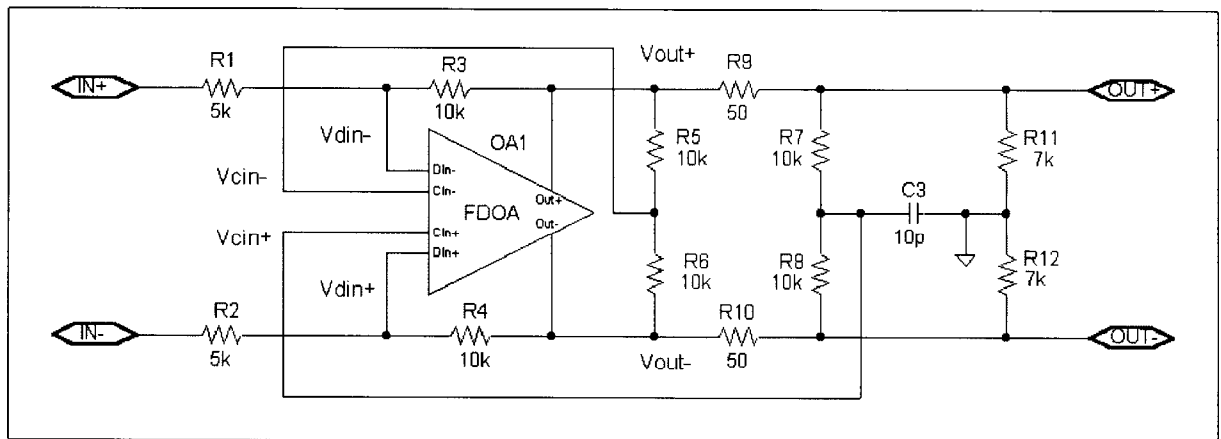 IN+
R1
5k
R3
10k
Vout+
R9
50
OUT+
Vdin-
OA1
R5
10k
R7
10k
R11
7k
Vcin-
DIn-
CIn-
Out+
FDOA
C3
10p
Vcin+
CIn+
DIn+
Out-
Vdin+
R6
10k
R8
10k
R12
7k
IN-
R2
5k
R4
10k
Vout-
R10
50
OUT-